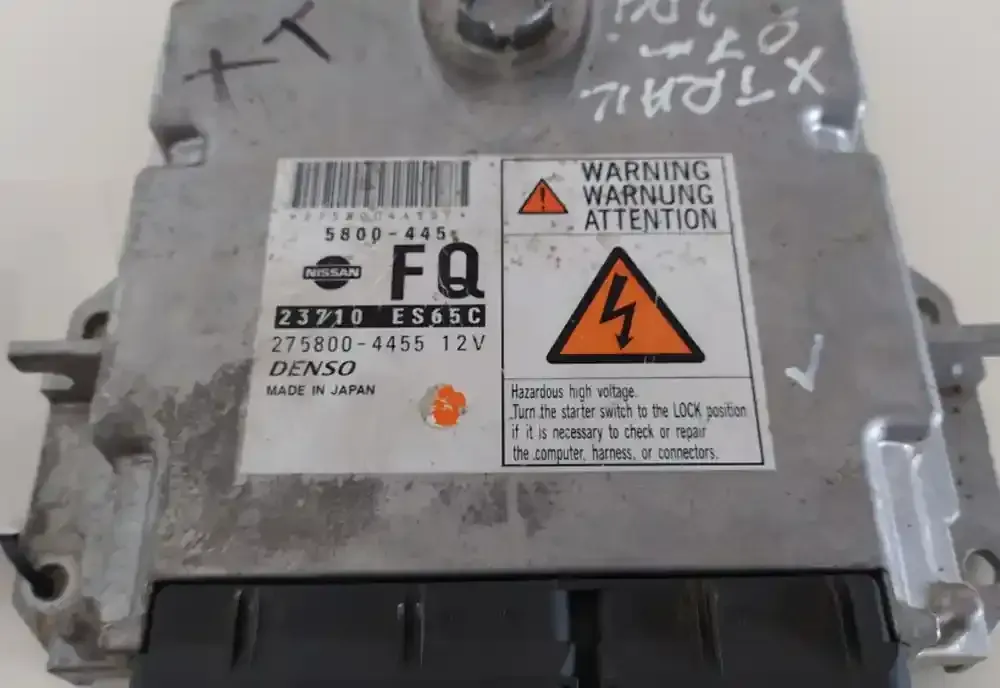 XTRAIL
WARNING
WARNUNG
ATTENTION
5800-445
NISSAN
FQ
23710 ES65C
275800-4455 12V
DENSO
MADE IN JAPAN
Hazardous high voltage.
Turn the starter switch to the LOCK position
if it is necessary to check or repair
the computer, harness, or connectors.